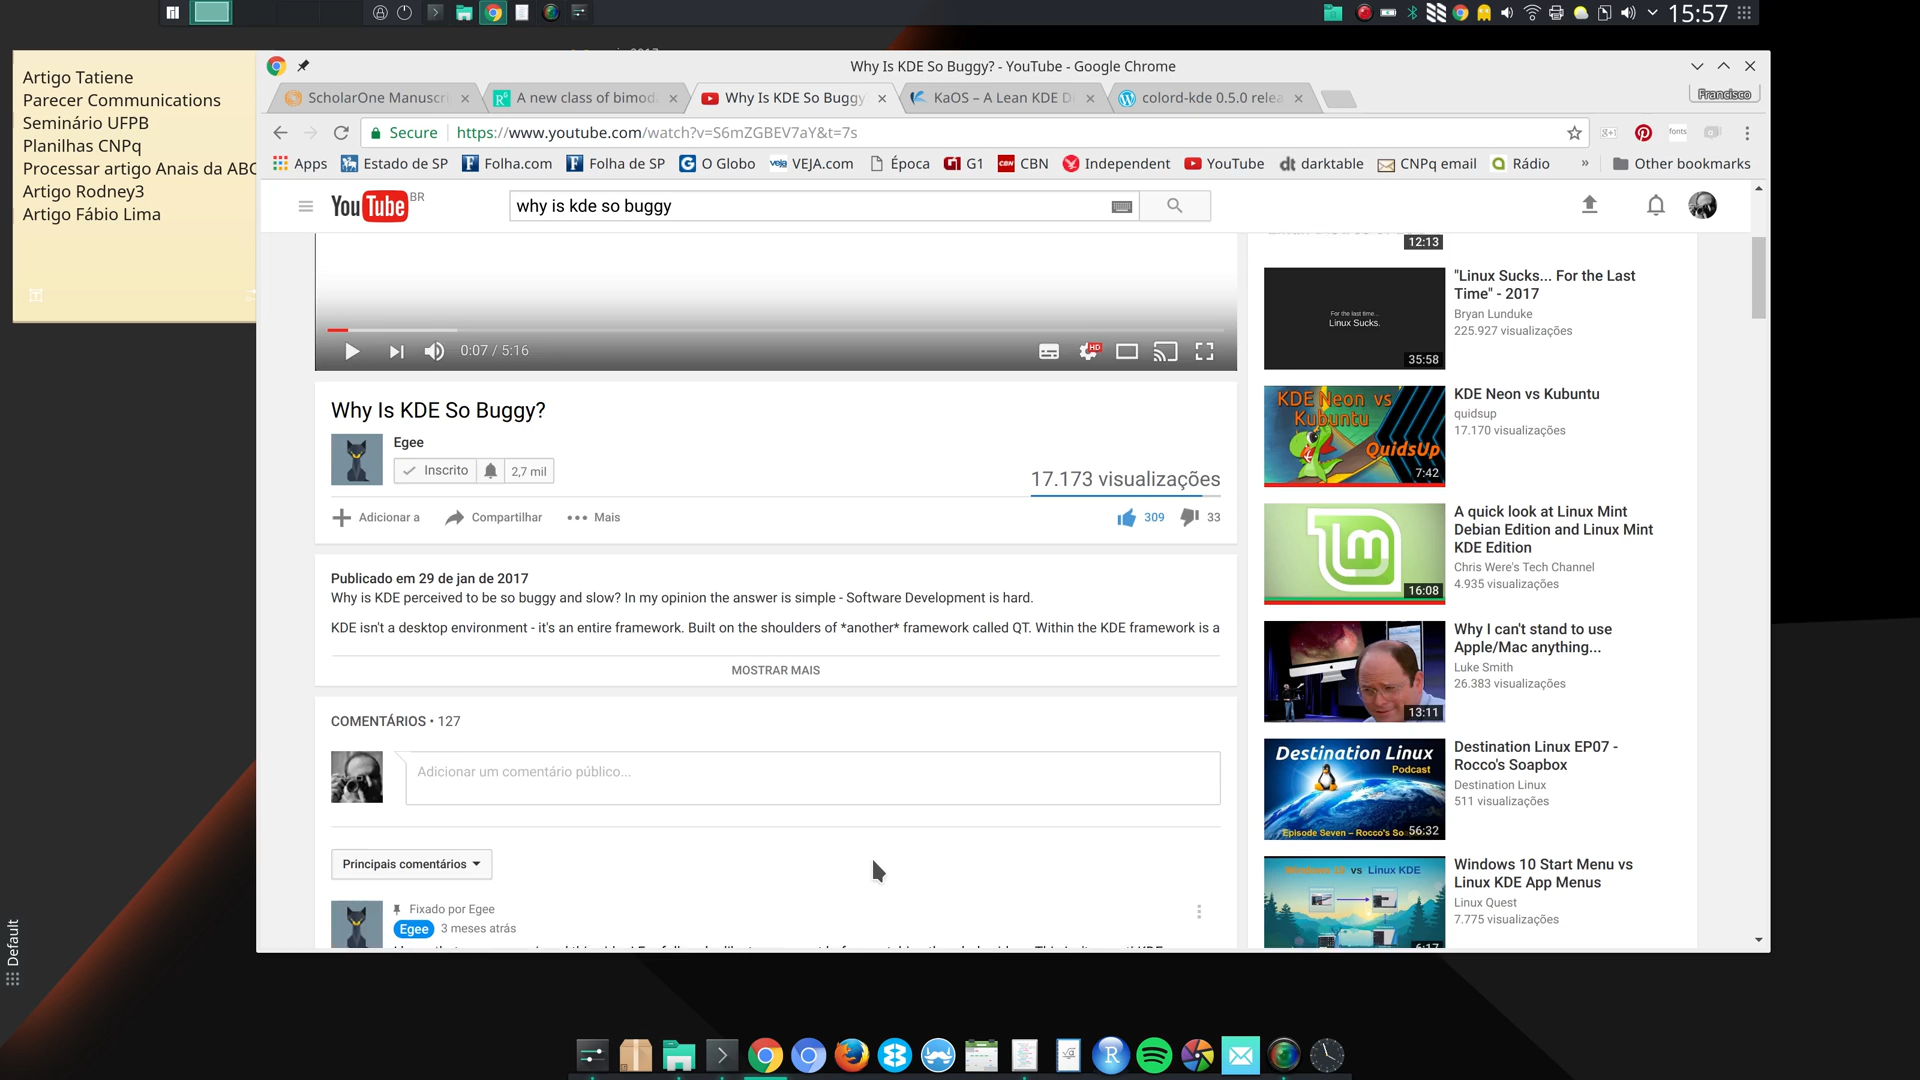 15:57
Artigo Tatiene
Parecer Communications
Seminário UFPB
Planilhas CNPq
Processar artigo Anais da ABC
Artigo Rodney3
Artigo Fábio Lima
Why Is KDE So Buggy? - YouTube - Google Chrome
ScholarOne Manuscri
A new class of bimod
Why Is KDE So Buggy
KaOS – A Lean KDE D
colord-kde 0.5.0 relea
Francisco
Secure
https://www.youtube.com/watch?v=S6mZGBEV7aY&t=7s
fonts
Apps
Estado de SP
Folha.com
Folha de SP
O Globo
VEJA.com
Época
G1
CBN
Independent
YouTube
darktable
CNPq email
Rádio
»
Other bookmarks
YouTube BR
why is kde so buggy
12:13
0:07 / 5:16
HD
Why Is KDE So Buggy?
Egee
Inscrito
2,7 mil
17.173 visualizações
Adicionar a
Compartilhar
Mais
309
33
Publicado em 29 de jan de 2017
Why is KDE perceived to be so buggy and slow? In my opinion the answer is simple - Software Development is hard.
KDE isn't a desktop environment - it's an entire framework. Built on the shoulders of *another* framework called QT. Within the KDE framework is a
MOSTRAR MAIS
COMENTÁRIOS • 127
Adicionar um comentário público...
Principais comentários
Fixado por Egee
Egee
3 meses atrás
For the last time...
Linux Sucks.
35:58
"Linux Sucks... For the Last
Time" - 2017
Bryan Lunduke
225.927 visualizações
KDE Neon vs
Kubuntu
QuidsUp
7:42
KDE Neon vs Kubuntu
quidsup
17.170 visualizações
16:08
A quick look at Linux Mint
Debian Edition and Linux Mint
KDE Edition
Chris Were's Tech Channel
4.935 visualizações
13:11
Why I can't stand to use
Apple/Mac anything...
Luke Smith
26.383 visualizações
Destination Linux
Podcast
Episode Seven – Rocco's So
56:32
Destination Linux EP07 -
Rocco's Soapbox
Destination Linux
511 visualizações
vs Linux KDE
6:17
Windows 10 Start Menu vs
Linux KDE App Menus
Linux Quest
7.775 visualizações
Default